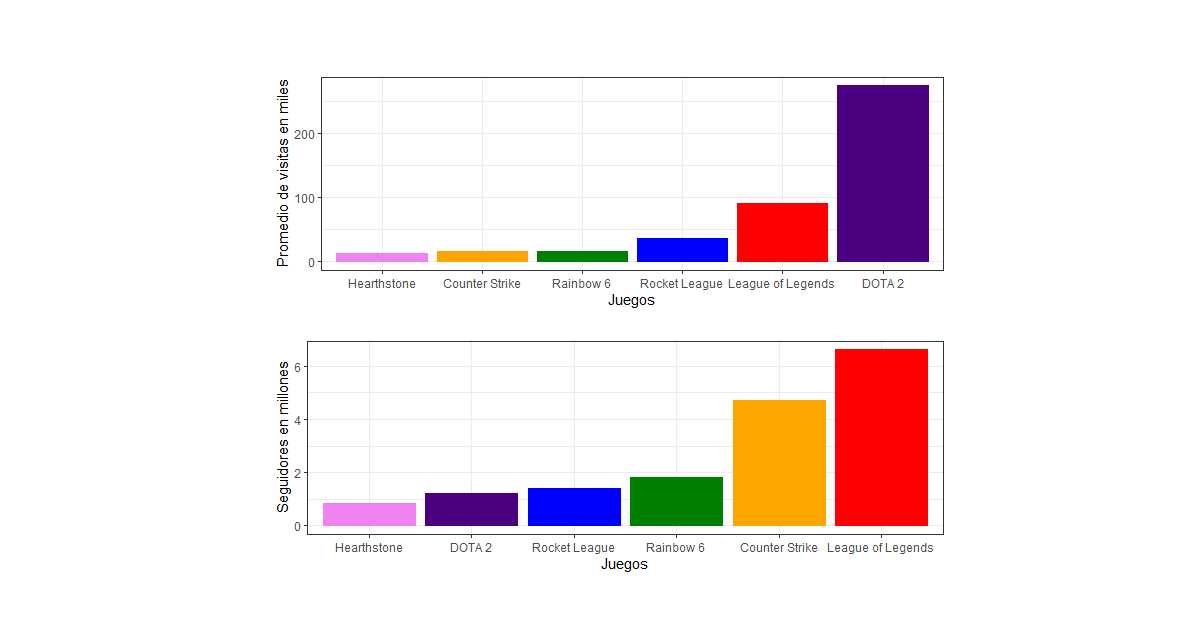 Promedio de visitas en miles
200
100
0
Hearthstone Counter Strike Rainbow 6 Rocket League League of Legends DOTA 2
Juegos
Seguidores en millones
6
4
2
0
Hearthstone DOTA 2 Rocket League Rainbow 6 Counter Strike League of Legends
Juegos